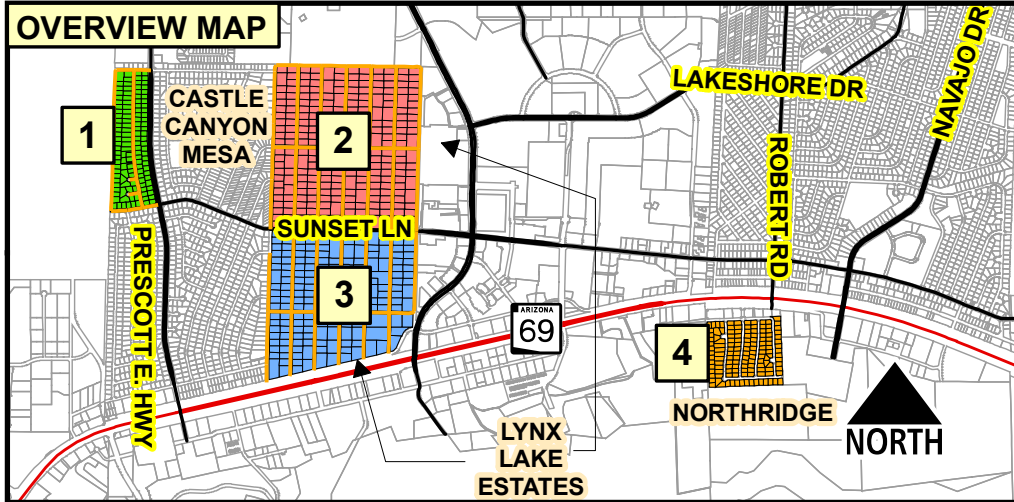 OVERVIEW MAP
LAKESHORE DR
NAVAJO DR
CASTLE
CANYON
MESA
1
2
ROBERT RD
SUNSET LN
PRESCOTT E. HWY
3
ARIZONA
69
4
NORTHRIDGE
NORTH
LYNX
LAKE
ESTATES